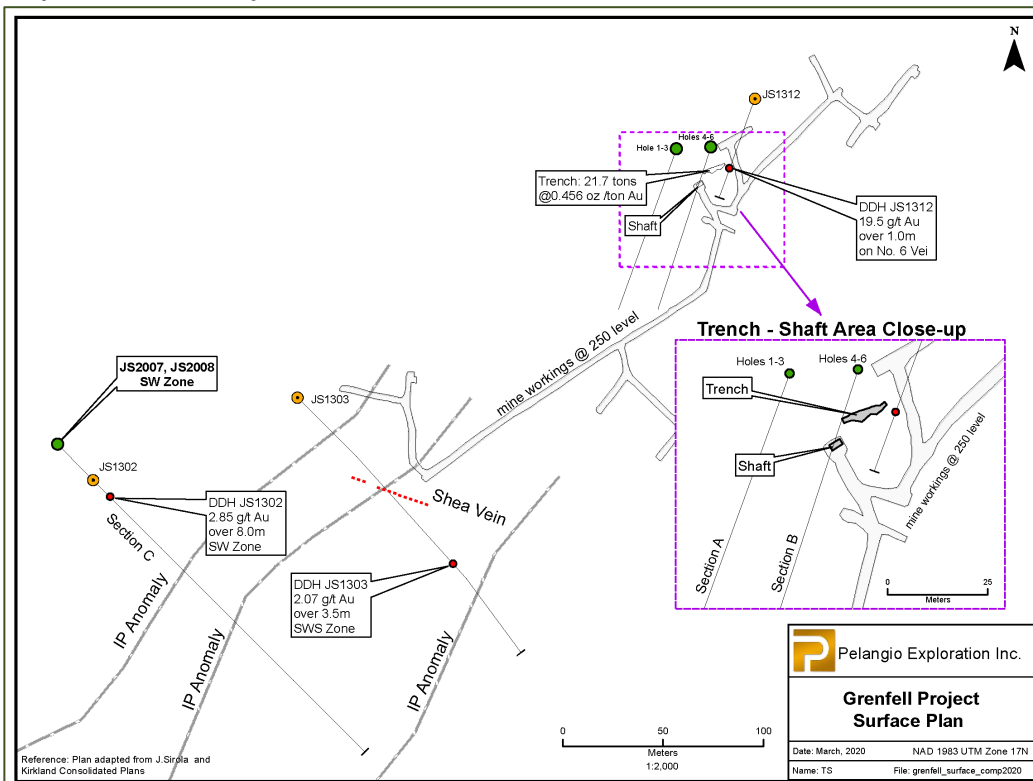 N
JS1312
Holes 4-6
Hole 1-3
Trench: 21.7 tons
@0.456 oz /ton Au
Shaft
DDH JS1312
19.5 g/t Au
over 1.0m
on No. 6 Vei
Trench - Shaft Area Close-up
Holes 1-3
Holes 4-6
Trench
Shaft
Section A
Section B
mine workings @ 250 level
0 25
Meters
mine workings @ 250 level
JS2007, JS2008
SW Zone
JS1303
JS1302
Section C
DDH JS1302
2.85 g/t Au
over 8.0m
SW Zone
Shea Vein
DDH JS1303
2.07 g/t Au
over 3.5m
SWS Zone
IP Anomaly
IP Anomaly
IP Anomaly
0 50 100
Meters
1:2,000
Reference: Plan adapted from J.Sirola and
Kirkland Consolidated Plans
Pelangio Exploration Inc.
Grenfell Project
Surface Plan
Date: March, 2020 NAD 1983 UTM Zone 17N
Name: TS File: grenfell_surface_comp2020